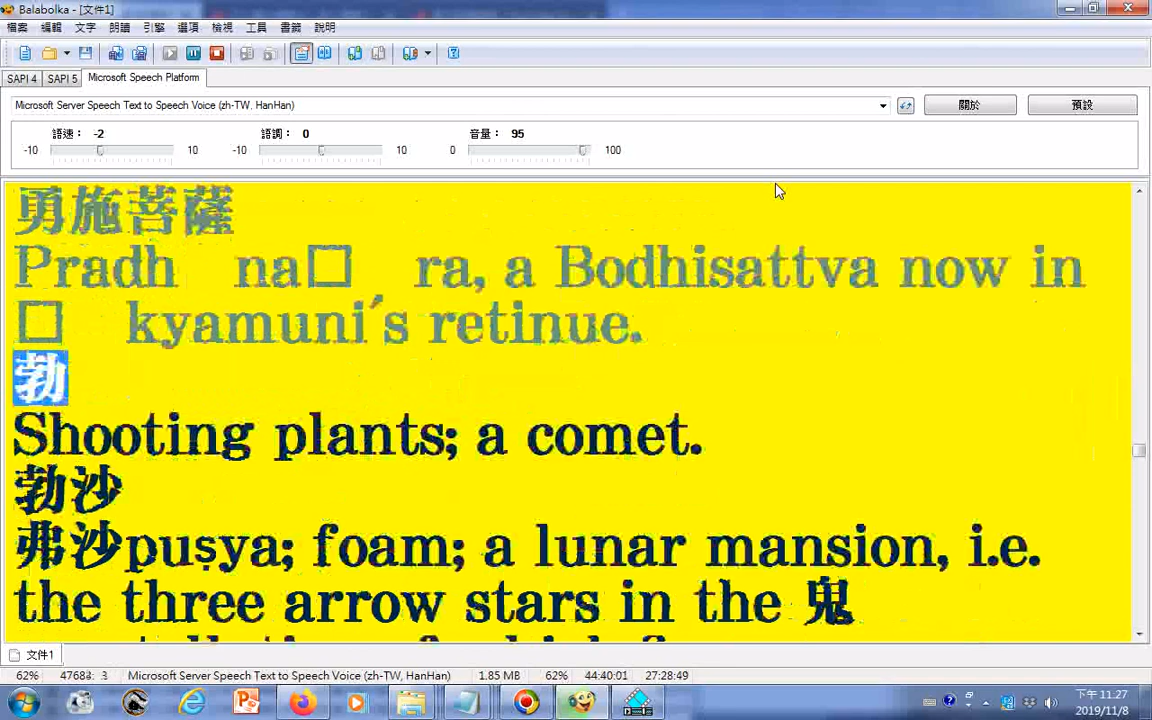 Balabolka - [文件1]
檔案 編輯 文字 朗讀 引擎 選項 檢視 工具 書籤 說明
SAPI 4 SAPI 5 Microsoft Speech Platform
Microsoft Server Speech Text to Speech Voice (zh-TW, HanHan) 關於 預設
語速： -2 語調： 0 音量： 95
-10 10 -10 10 0 100
勇施菩薩
Pradh na□ ra, a Bodhisattva now in
□ kyamuni´s retinue.
勃
Shooting plants; a comet.
勃沙
弗沙puṣya; foam; a lunar mansion, i.e.
the three arrow stars in the 鬼
文件1
62% Microsoft Server Speech Text to Speech Voice (zh-TW, HanHan) 1.85 MB 62% 44:40:01 27:28:49
下午 11:27
2019/11/8